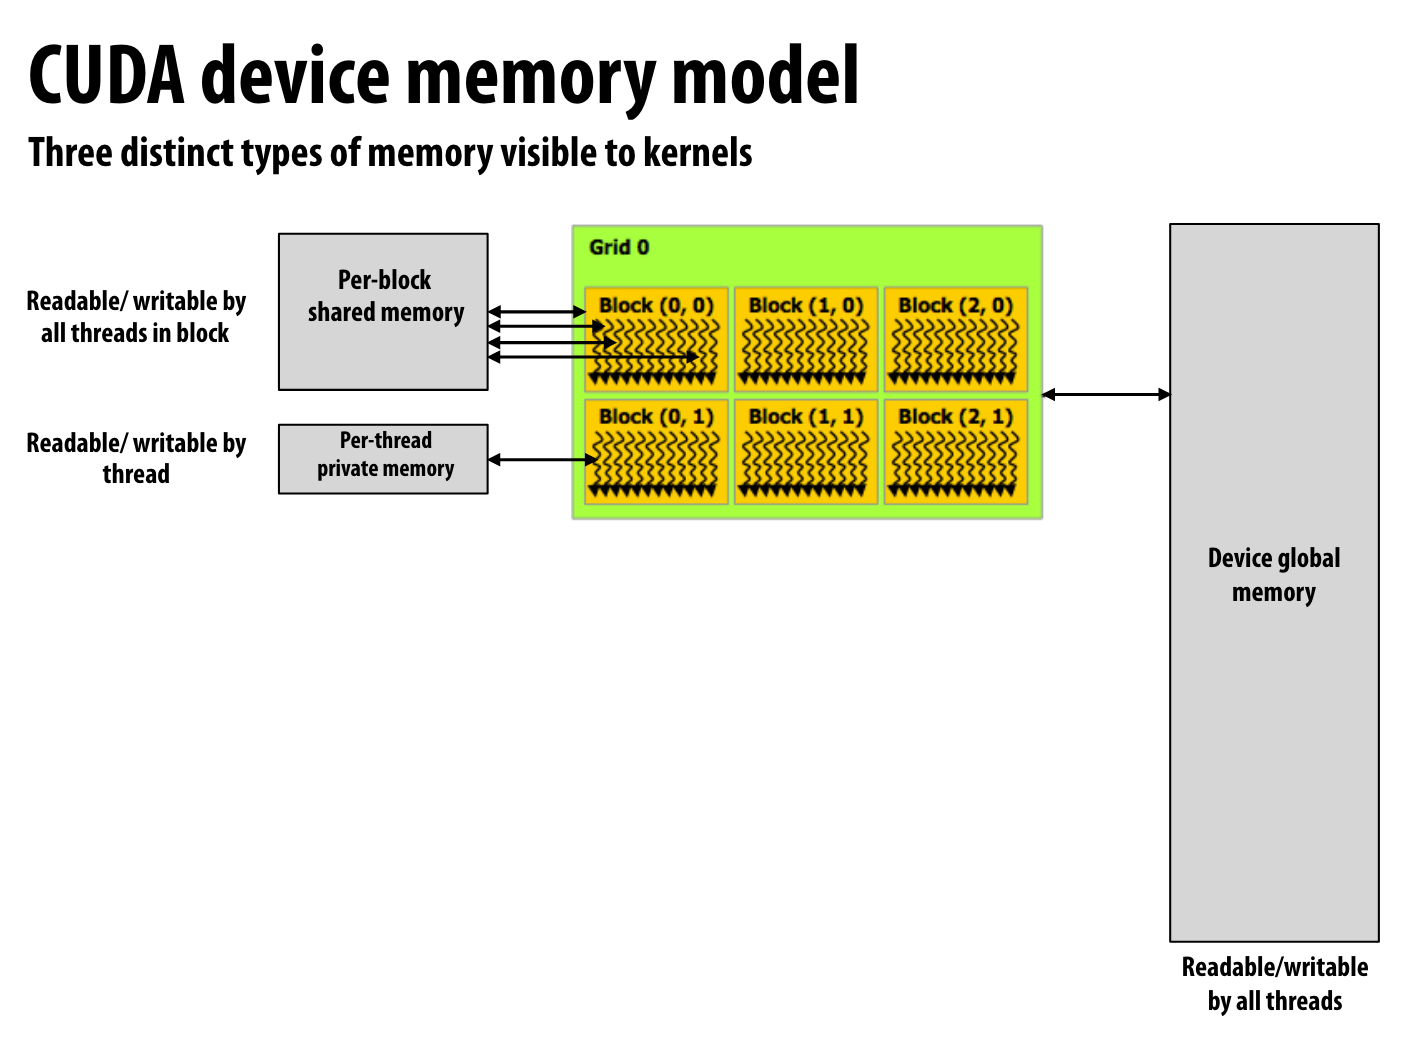 CUDA device memory model
Three distinct types of memory visible to kernels
Readable/ writable by
all threads in block
Per-block
shared memory
Readable/ writable by
thread
Per-thread
private memory
Grid 0
Block (0, 0)
Block (1, 0)
Block (2, 0)
Block (0, 1)
Block (1, 1)
Block (2, 1)
Device global
memory
Readable/writable
by all threads